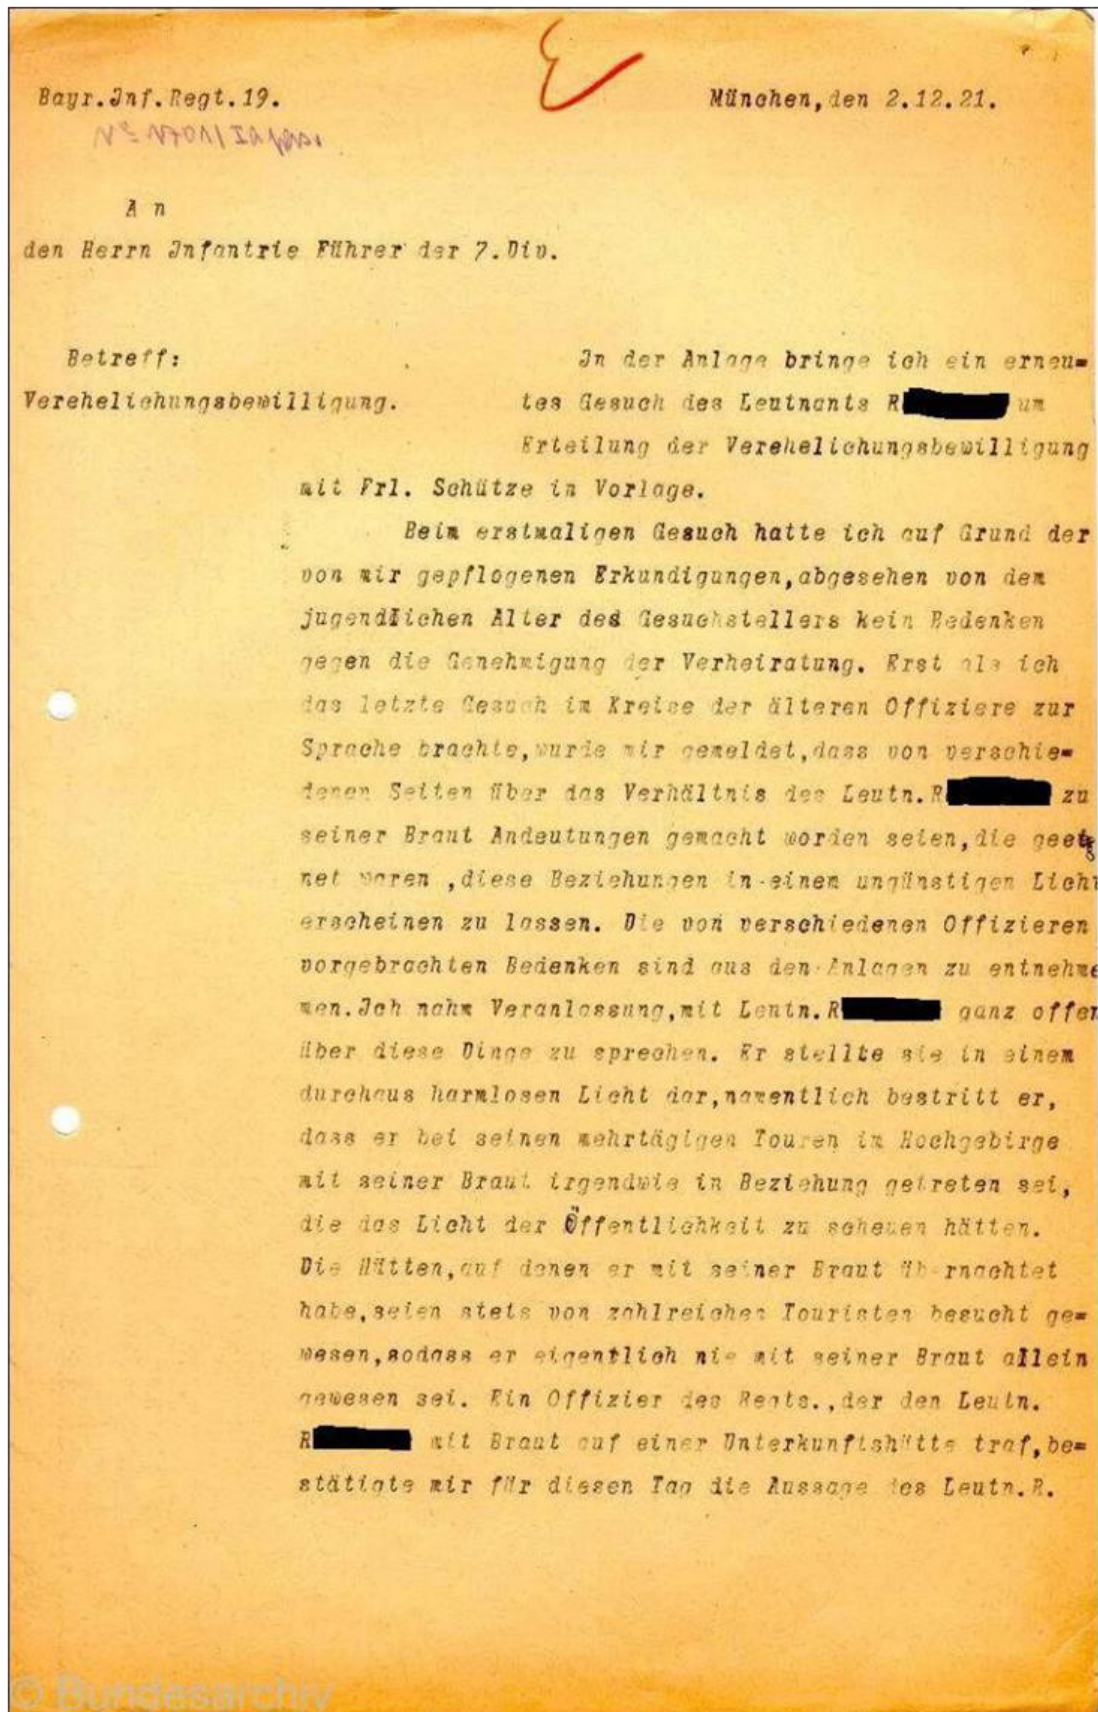 Bayr.Inf.Regt.19.
München, den 2.12.21.
An
den Herrn Infantrie Führer der 7.Div.
Betreff:
Verehelichungsbewilligung.
In der Anlage bringe ich ein erneu=
tes Gesuch des Leutnants R um
Erteilung der Verehelichungsbewilligung
mit Frl. Schütze in Vorlage.
Beim erstmaligen Gesuch hatte ich auf Grund der
von mir gepflogenen Erkundigungen,abgesehen von dem
jugendlichen Alter des Gesuchstellers kein Bedenken
gegen die Genehmigung der Verheiratung. Erst als ich
das letzte Gesuch im Kreise der älteren Offiziere zur
Sprache brachte,wurde mir gemeldet,dass von verschie=
denen Seiten über das Verhältnis des Leutn.R zu
seiner Braut Andeutungen gemacht worden seien,die geeig
net waren ,diese Beziehungen in einem ungünstigen Licht
erscheinen zu lassen. Die von verschiedenen Offizieren
vorgebrachten Bedenken sind aus den Anlagen zu entnehme
men.Ich nahm Veranlassung,mit Lentn.R ganz offen
über diese Dinge zu sprechen. Er stellte sie in einem
durchaus harmlosen Licht dar,namentlich bestritt er,
dass er bei seinen mehrtägigen Touren im Hochgebirge
mit seiner Braut irgendwie in Beziehung getreten sei,
die das Licht der Öffentlichkeit zu scheuen hätten.
Die Hütten,auf denen er mit seiner Braut übernachtet
habe,seien stets von zahlreichen Touristen besucht ge=
wesen,sodass er eigentlich nie mit seiner Braut allein
gewesen sei. Ein Offizier des Regts.,der den Leutn.
R mit Braut auf einer Unterkunftshütte traf,be=
stätigte mir für diesen Tag die Aussage des Leutn.R.
© Bundesarchiv